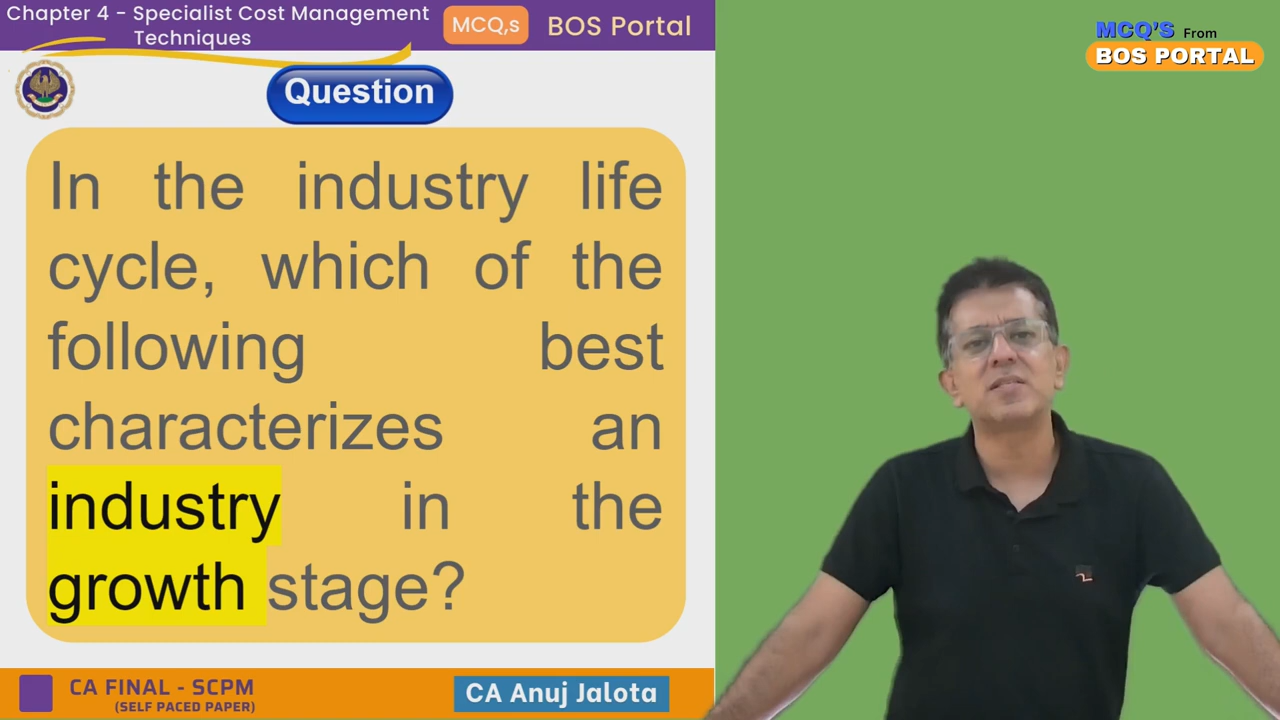 Chapter 4 - Specialist Cost Management
Techniques
MCQ,s
BOS Portal
MCQ'S From
BOS PORTAL
Question
In the industry life
cycle, which of the
following best
characterizes an
industry in the
growth stage?
CA FINAL - SCPM
(SELF PACED PAPER)
CA Anuj Jalota